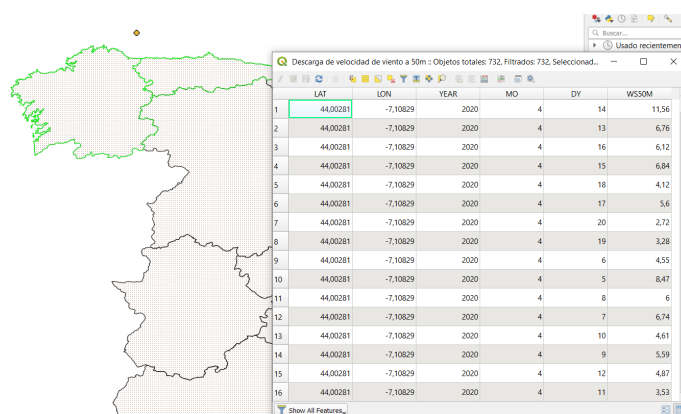 Buscar...
Usado recientemen
Descarga de velocidad de viento a 50m :: Objetos totales: 732, Filtrados: 732, Seleccionad...
LAT LON YEAR MO DY WS50M
1 44,00281 -7,10829 2020 4 14 11,56
2 44,00281 -7,10829 2020 4 13 6,76
3 44,00281 -7,10829 2020 4 16 6,12
4 44,00281 -7,10829 2020 4 15 6,84
5 44,00281 -7,10829 2020 4 18 4,12
6 44,00281 -7,10829 2020 4 17 5,6
7 44,00281 -7,10829 2020 4 20 2,72
8 44,00281 -7,10829 2020 4 19 3,28
9 44,00281 -7,10829 2020 4 6 4,55
10 44,00281 -7,10829 2020 4 5 8,47
11 44,00281 -7,10829 2020 4 8 6
12 44,00281 -7,10829 2020 4 7 6,74
13 44,00281 -7,10829 2020 4 10 4,61
14 44,00281 -7,10829 2020 4 9 5,59
15 44,00281 -7,10829 2020 4 12 4,87
16 44,00281 -7,10829 2020 4 11 3,53
Show All Features